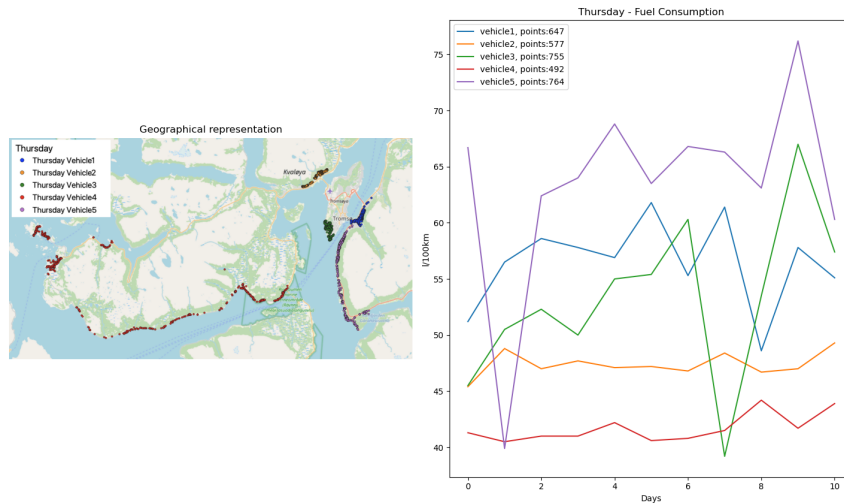 Geographical representation
Thursday
Thursday Vehicle1
Thursday Vehicle2
Thursday Vehicle3
Thursday Vehicle4
Thursday Vehicle5
Kvaløya
Tromsø
Thursday - Fuel Consumption
vehicle1, points:647
vehicle2, points:577
vehicle3, points:755
vehicle4, points:492
vehicle5, points:764
l/100km
75
70
65
60
55
50
45
40
0
2
4
6
8
10
Days